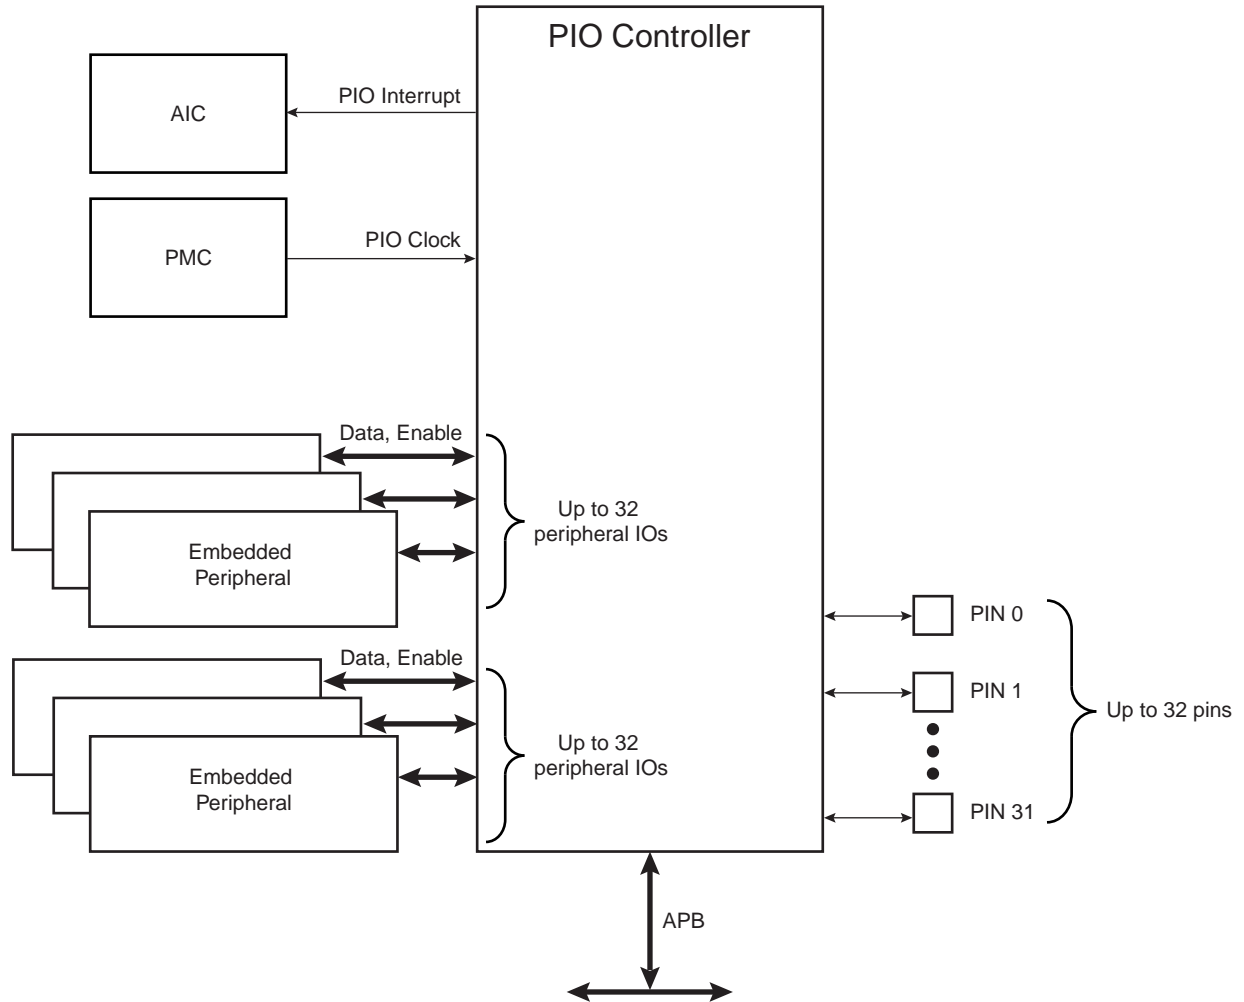 PIO Controller
AIC
PIO Interrupt
PMC
PIO Clock
Data, Enable
Up to 32
peripheral IOs
Embedded
Peripheral
PIN 0
Data, Enable
PIN 1
Up to 32 pins
Up to 32
peripheral IOs
Embedded
Peripheral
PIN 31
APB